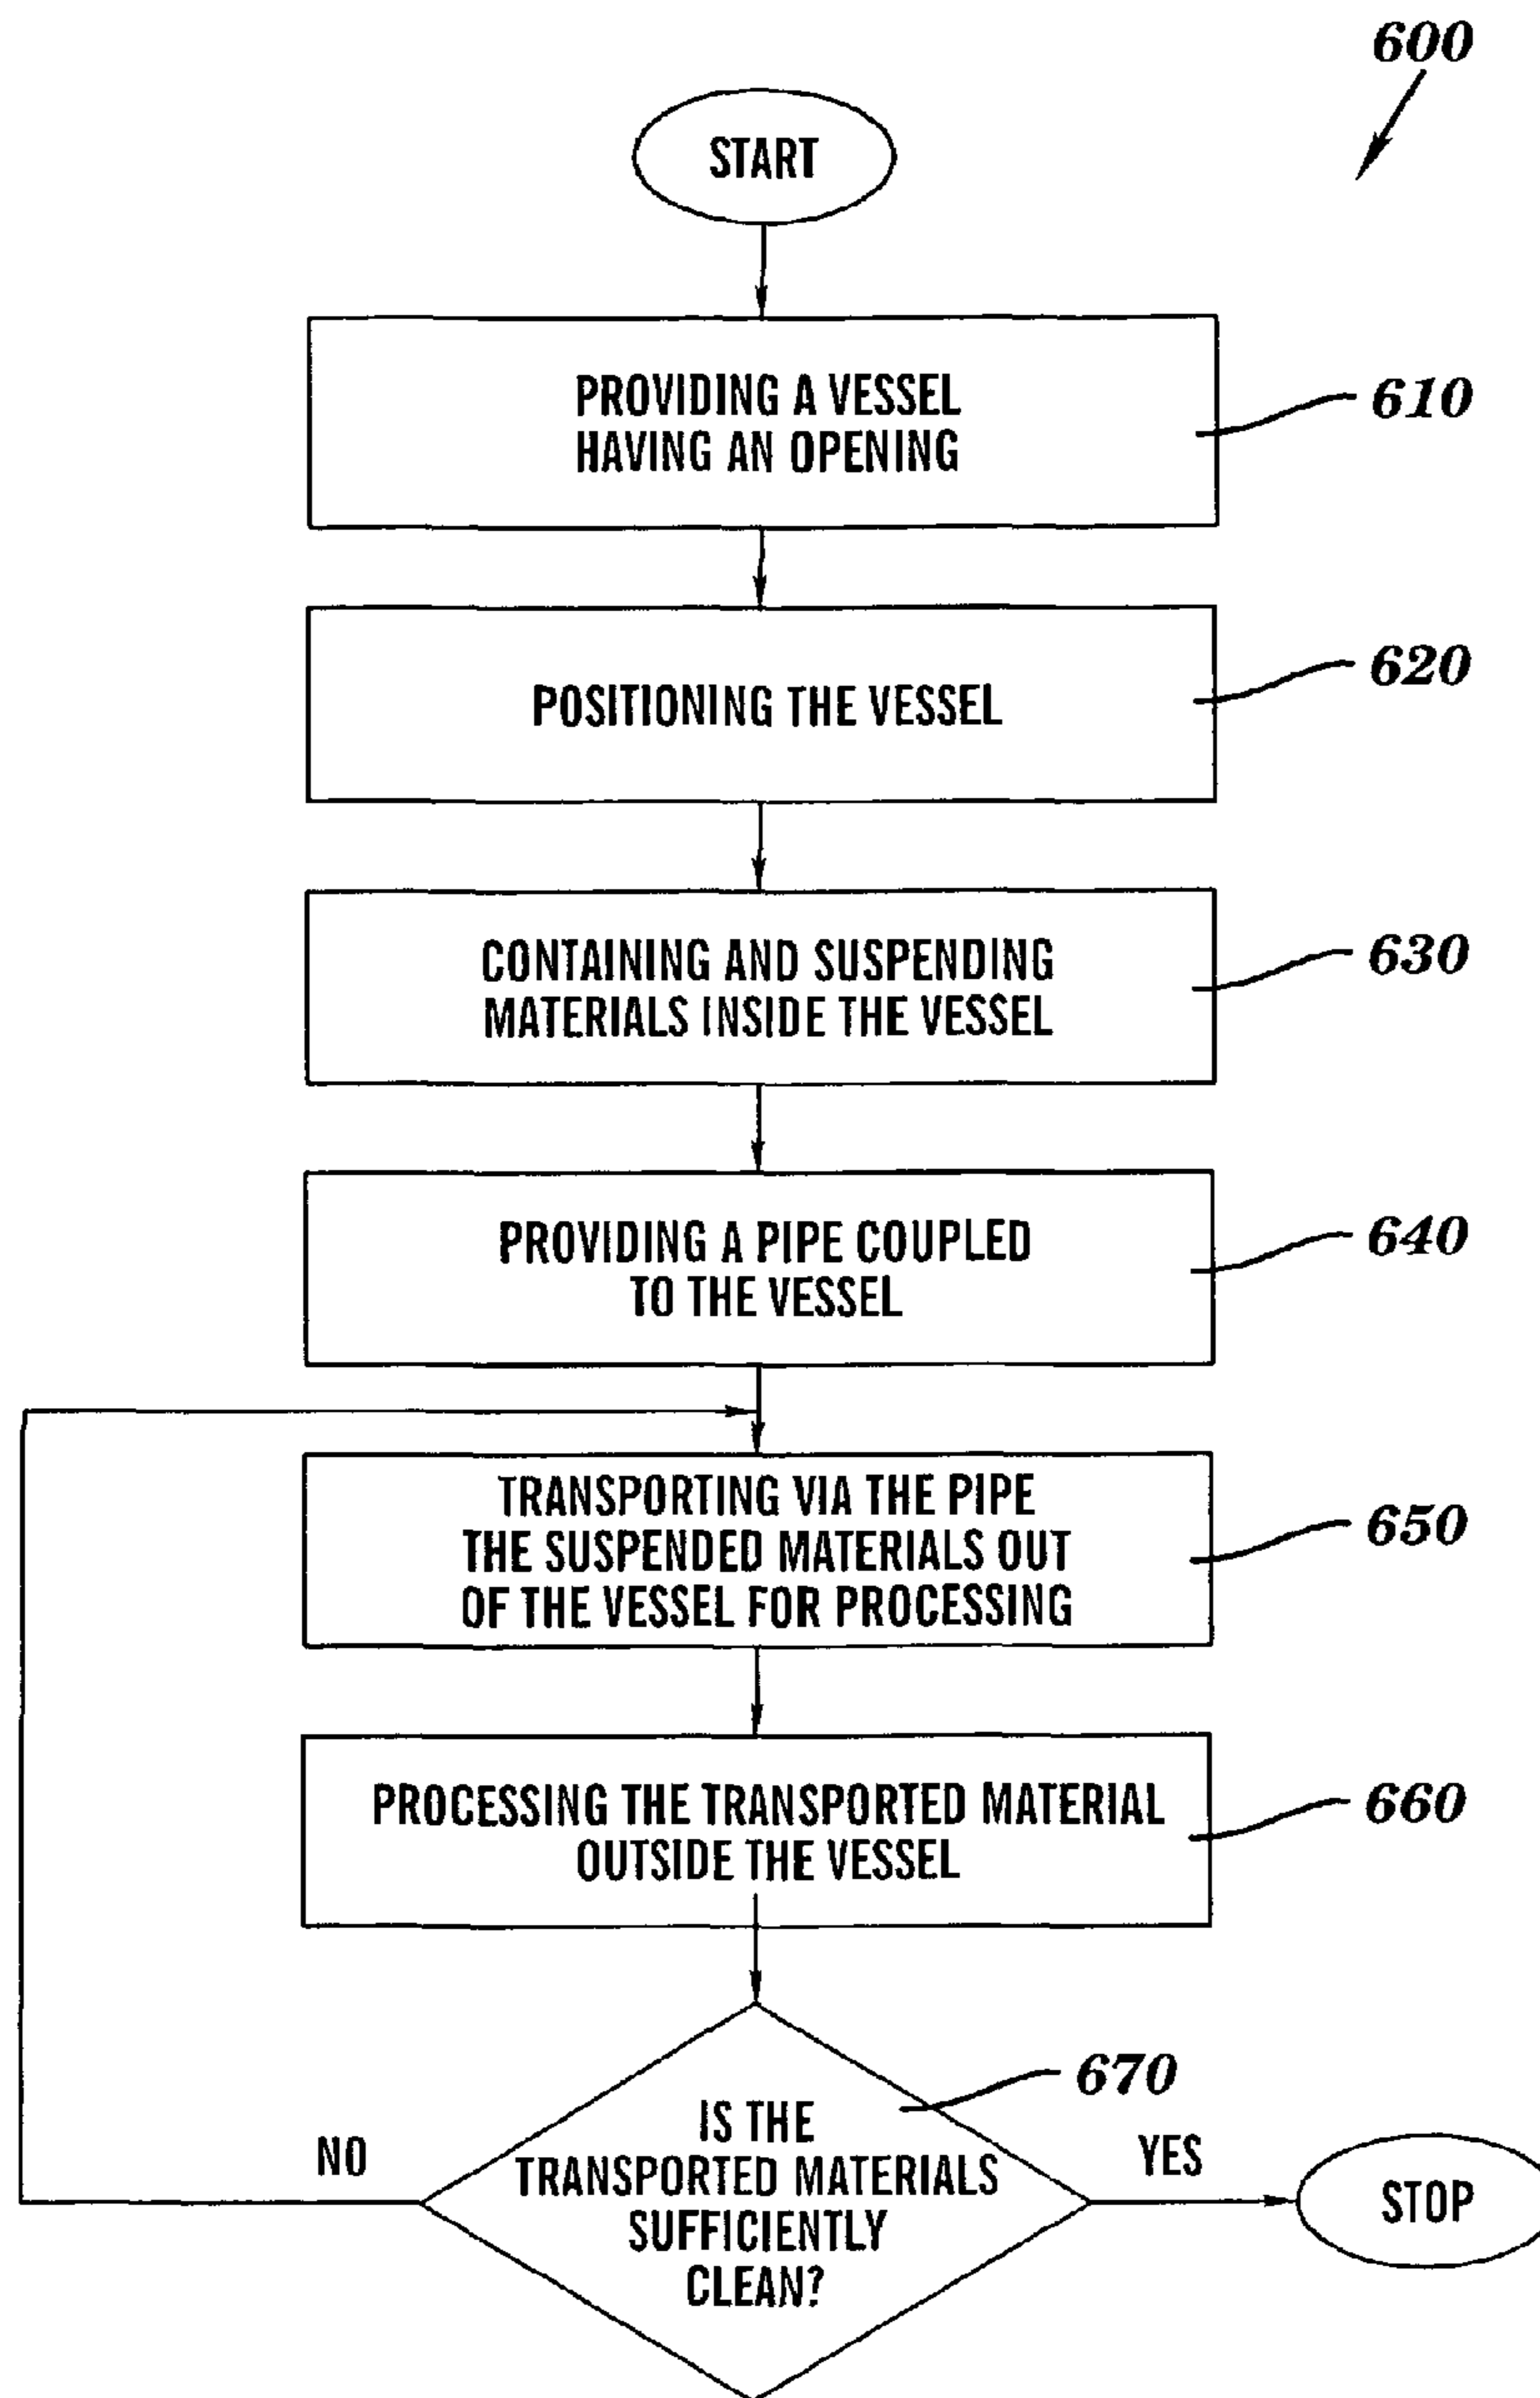 600
START
PROVIDING A VESSEL
HAVING AN OPENING
610
POSITIONING THE VESSEL
620
CONTAINING AND SUSPENDING
MATERIALS INSIDE THE VESSEL
630
PROVIDING A PIPE COUPLED
TO THE VESSEL
640
TRANSPORTING VIA THE PIPE
THE SUSPENDED MATERIALS OUT
OF THE VESSEL FOR PROCESSING
650
PROCESSING THE TRANSPORTED MATERIAL
OUTSIDE THE VESSEL
660
670
IS THE
TRANSPORTED MATERIALS
SUFFICIENTLY
CLEAN?
NO
YES
STOP